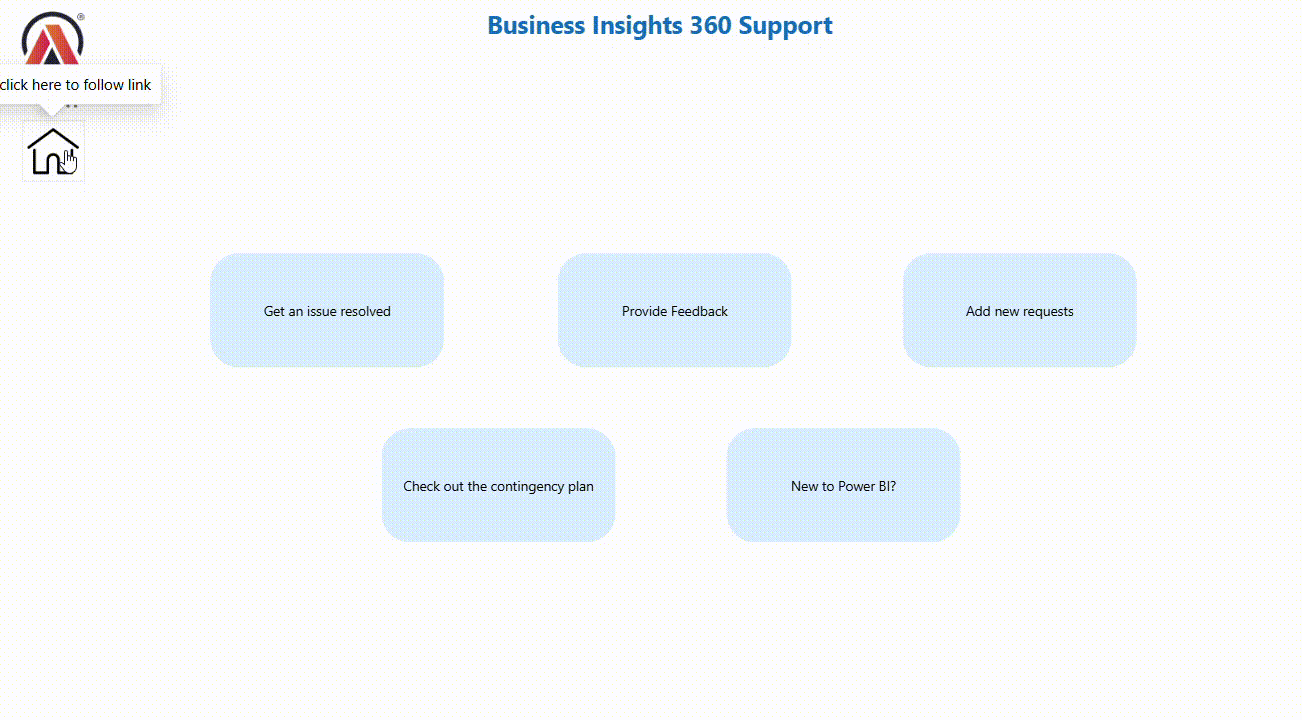 Business Insights 360 Support
®
click here to follow link
Get an issue resolved
Provide Feedback
Add new requests
Check out the contingency plan
New to Power BI?